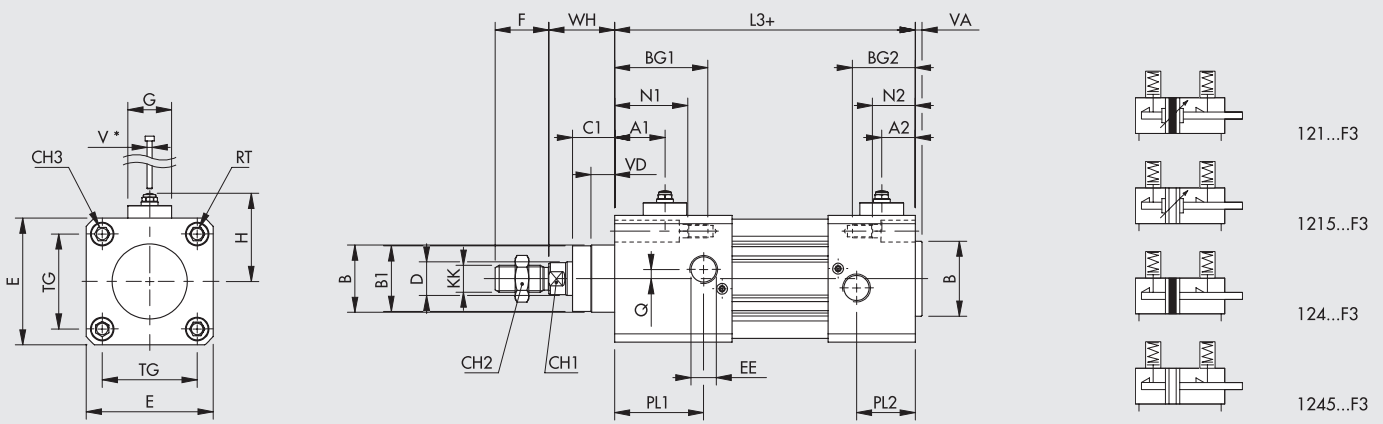 F WH L3+ VA
BG1 BG2
G N1 N2
V * C1 A1 A2
CH3 RT VD
121...F3
1215...F3
H
E TG B B1 D KK B
Q
124...F3
CH2 CH1 EE
TG
E PL1 PL2
1245...F3